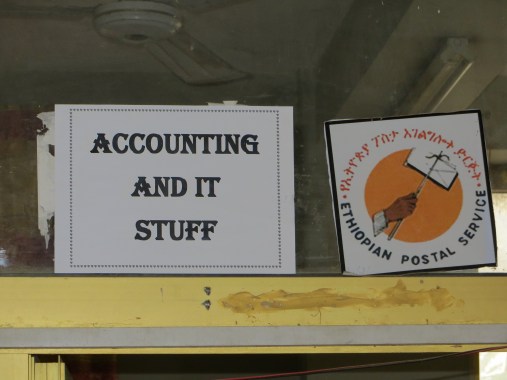 ACCOUNTING
AND IT
STUFF
የኢትዮጵያ ፖስታ አገልግሎት ድርጅት
ETHIOPIAN POSTAL SERVICE